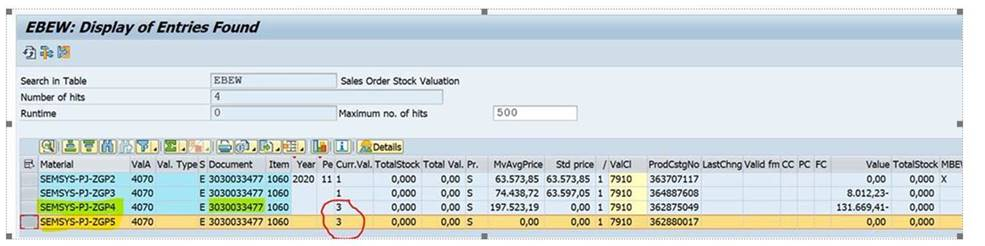 EBEW: Display of Entries Found
Search in Table EBEW Sales Order Stock Valuation
Number of hits 4
Runtime 0 Maximum no. of hits 500
Details
Material ValA Val. Type S Document Item Year Pe Curr.Val. TotalStock Total Val. Pr. MvAvgPrice Std price / ValCl ProdCstgNo LastChng Valid fm CC PC FC Value TotalStock MBEW
SEMSYS-PJ-ZGP2 4070 E 3030033477 1060 2020 11 1 0,000 0,00 S 63.573,85 63.573,85 1 7910 363707117 0,00 0,000 X
SEMSYS-PJ-ZGP3 4070 E 3030033477 1060 1 0,000 0,00 S 74.438,72 63.597,05 1 7910 364887608 8.012,23- 0,000
SEMSYS-PJ-ZGP4 4070 E 3030033477 1060 3 0,000 0,00 S 197.523,19 0,00 1 7910 362875049 131.669,41- 0,000
SEMSYS-PJ-ZGP5 4070 E 3030033477 1060 3 0,000 0,00 S 0,00 0,00 1 7910 362880017 0,00 0,000